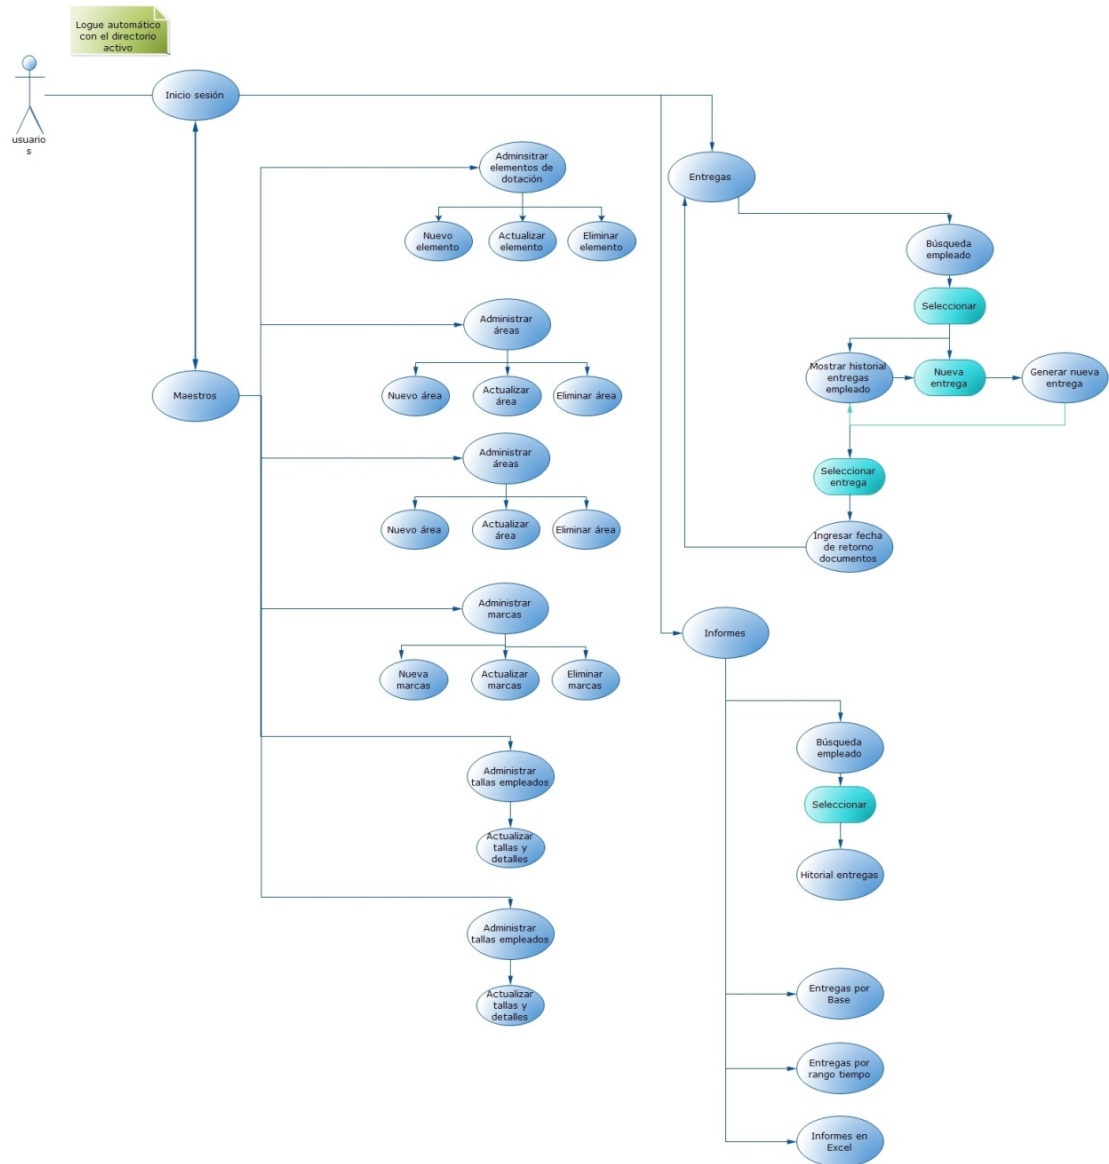 Logue automático
con el directorio
activo
usuario
s
Inicio sesión
Adminsitrar
elementos de
dotación
Nuevo
elemento
Actualizar
elemento
Eliminar
elemento
Administrar
áreas
Nuevo área
Actualizar
área
Eliminar área
Maestros
Administrar
áreas
Nuevo área
Actualizar
área
Eliminar área
Administrar
marcas
Nueva
marcas
Actualizar
marcas
Eliminar
marcas
Administrar
tallas empleados
Actualizar
tallas y
detalles
Administrar
tallas empleados
Actualizar
tallas y
detalles
Entregas
Búsqueda
empleado
Seleccionar
Mostrar historial
entregas
empleado
Nueva
entrega
Generar nueva
entrega
Seleccionar
entrega
Ingresar fecha
de retorno
documentos
Informes
Búsqueda
empleado
Seleccionar
Hitorial entregas
Entregas por
Base
Entregas por
rango tiempo
Informes en
Excel